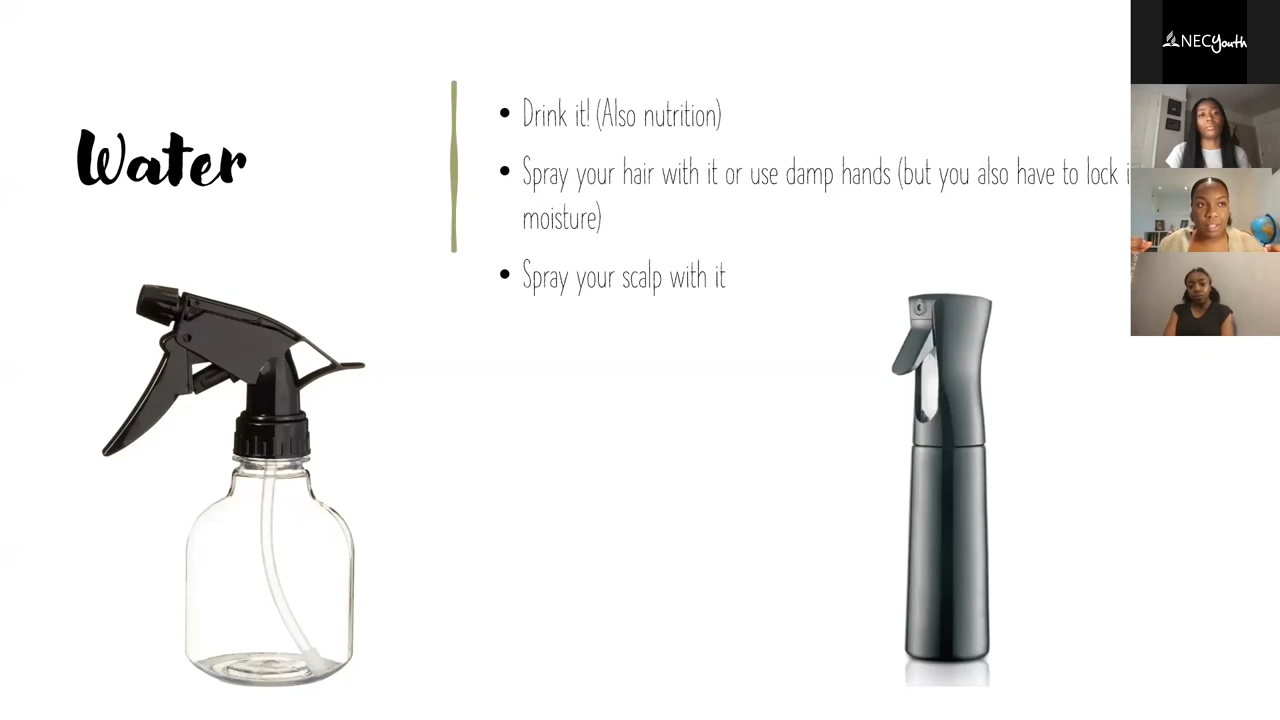 NECYouth
Water
Drink it! (Also nutrition)
Spray your hair with it or use damp hands (but you also have to lock
moisture)
Spray your scalp with it